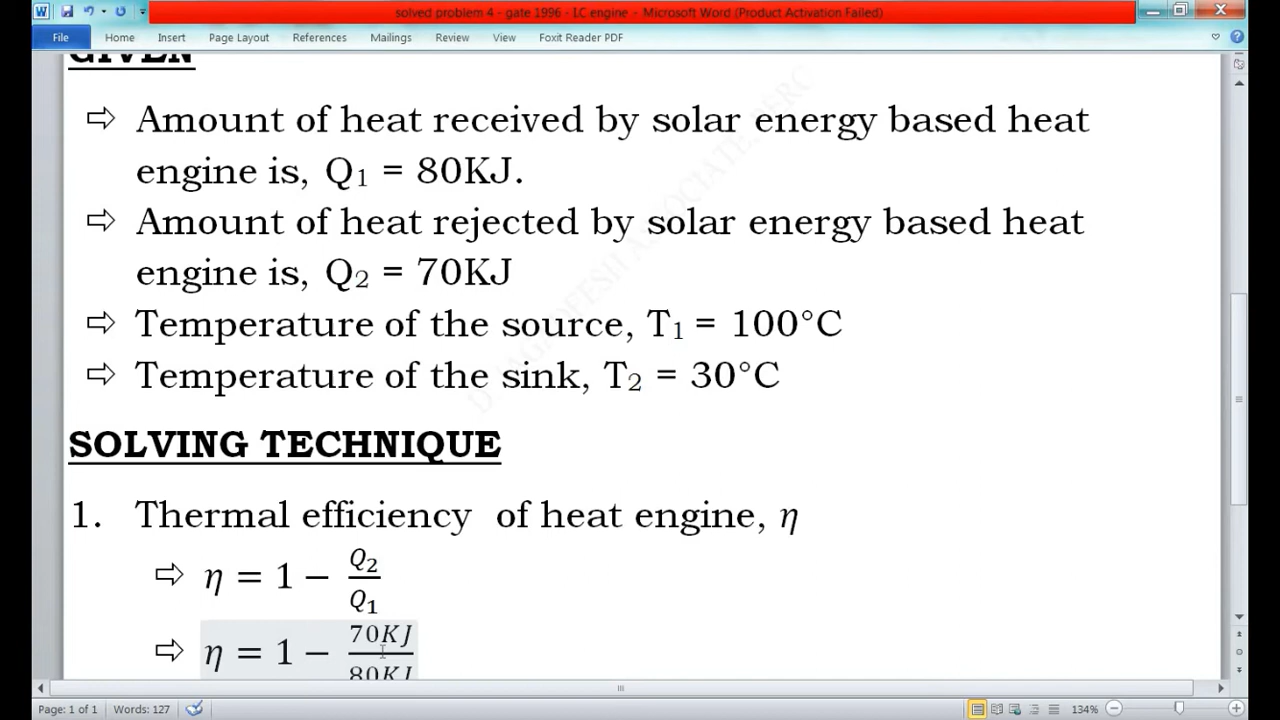 solved problem 4 - gate 1996 - I.C engine - Microsoft Word (Product Activation Failed)
File Home Insert Page Layout References Mailings Review View Foxit Reader PDF
GIVEN
⇨ Amount of heat received by solar energy based heat
engine is, Q₁ = 80KJ.
⇨ Amount of heat rejected by solar energy based heat
engine is, Q₂ = 70KJ
⇨ Temperature of the source, T₁ = 100°C
⇨ Temperature of the sink, T₂ = 30°C
SOLVING TECHNIQUE
1. Thermal efficiency of heat engine, η
⇨ η = 1 − Q₂/Q₁
⇨ η = 1 − 70KJ/80KJ
Page: 1 of 1 Words: 127 134%